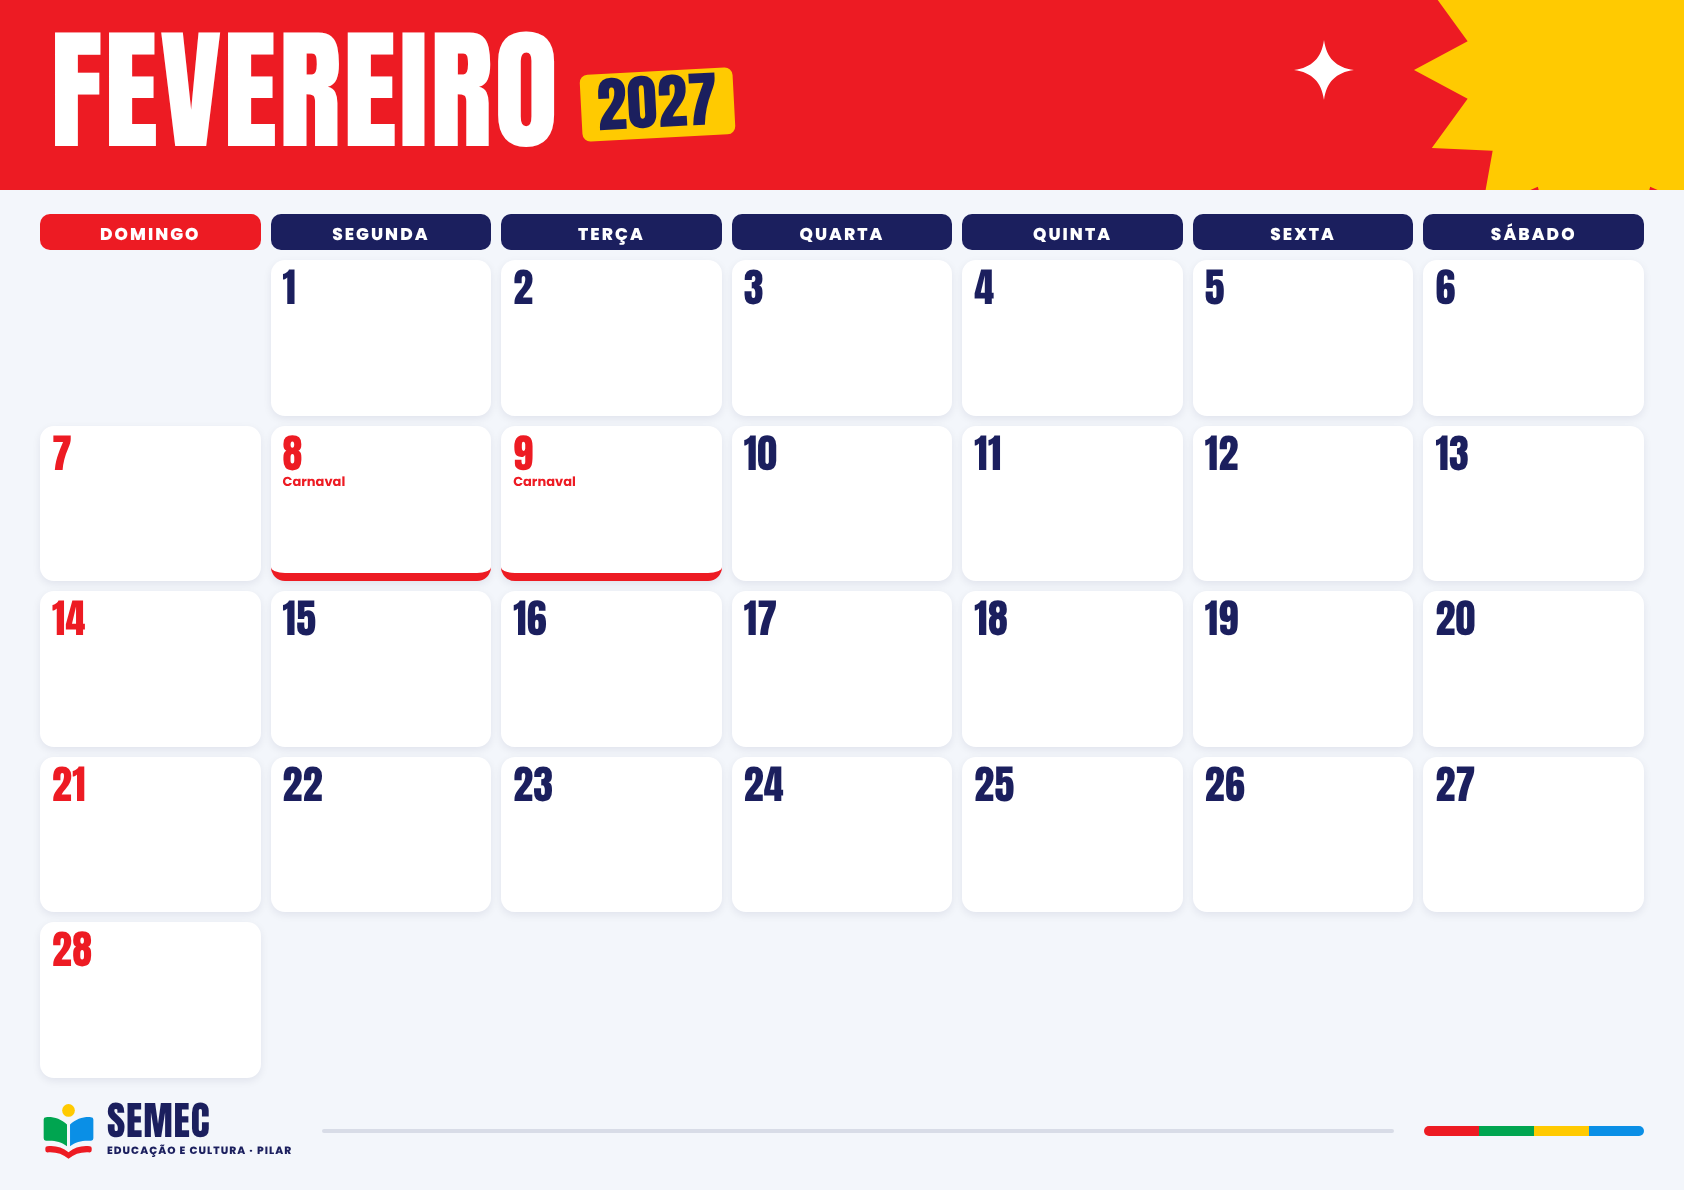 FEVEREIRO 2027
DOMINGO SEGUNDA TERÇA QUARTA QUINTA SEXTA SÁBADO
1 2 3 4 5 6
7 8 9 10 11 12 13
Carnaval Carnaval
14 15 16 17 18 19 20
21 22 23 24 25 26 27
28
SEMEC
EDUCAÇÃO E CULTURA · PILAR